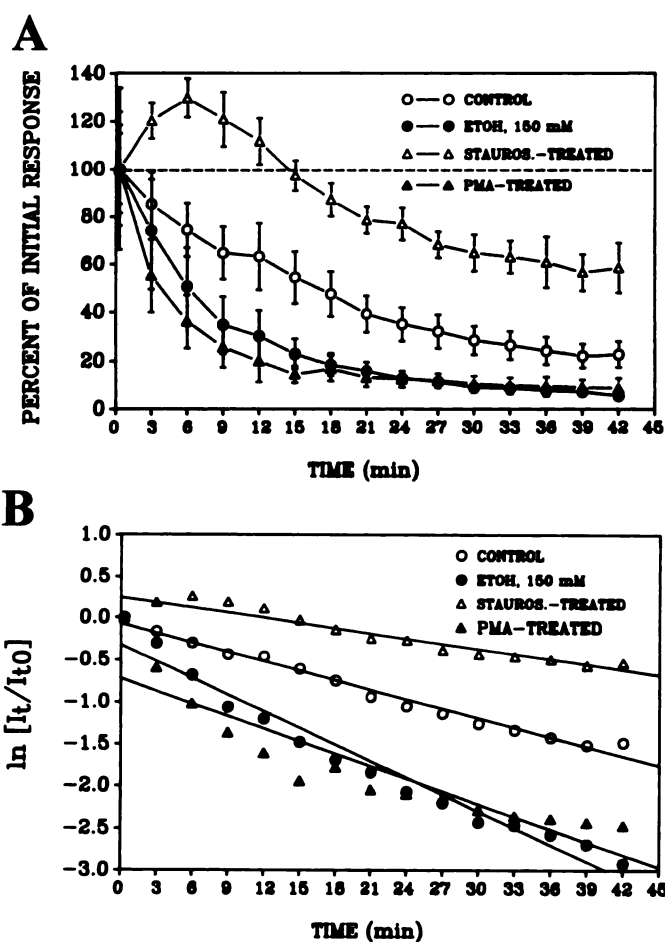 A
PERCENT OF INITIAL RESPONSE
140
120
100
80
60
40
20
0
CONTROL
ETOH, 150 mM
STAUROS.-TREATED
PMA-TREATED
0 3 6 9 12 15 18 21 24 27 30 33 36 39 42 45
TIME (min)
B
ln [It/It0]
1.0
0.5
0.0
-0.5
-1.0
-1.5
-2.0
-2.5
-3.0
CONTROL
ETOH, 150 mM
STAUROS.-TREATED
PMA-TREATED
0 3 6 9 12 15 18 21 24 27 30 33 36 39 42 45
TIME (min)